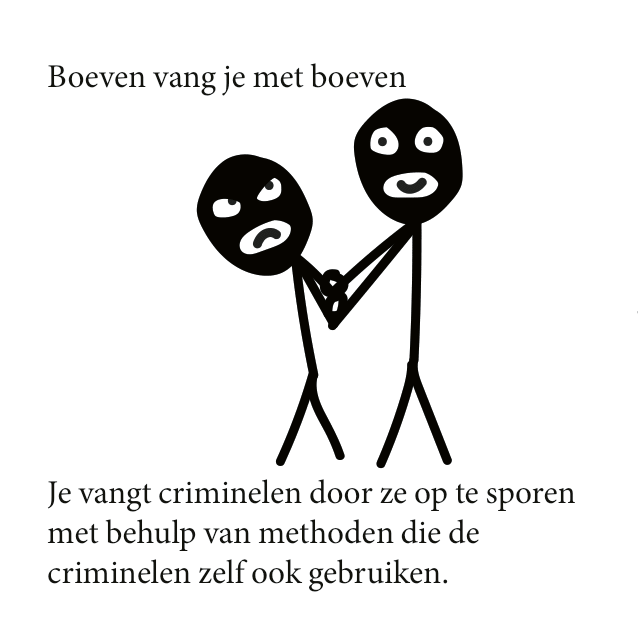 Boeven vang je met boeven
Je vangt criminelen door ze op te sporen
met behulp van methoden die de
criminelen zelf ook gebruiken.